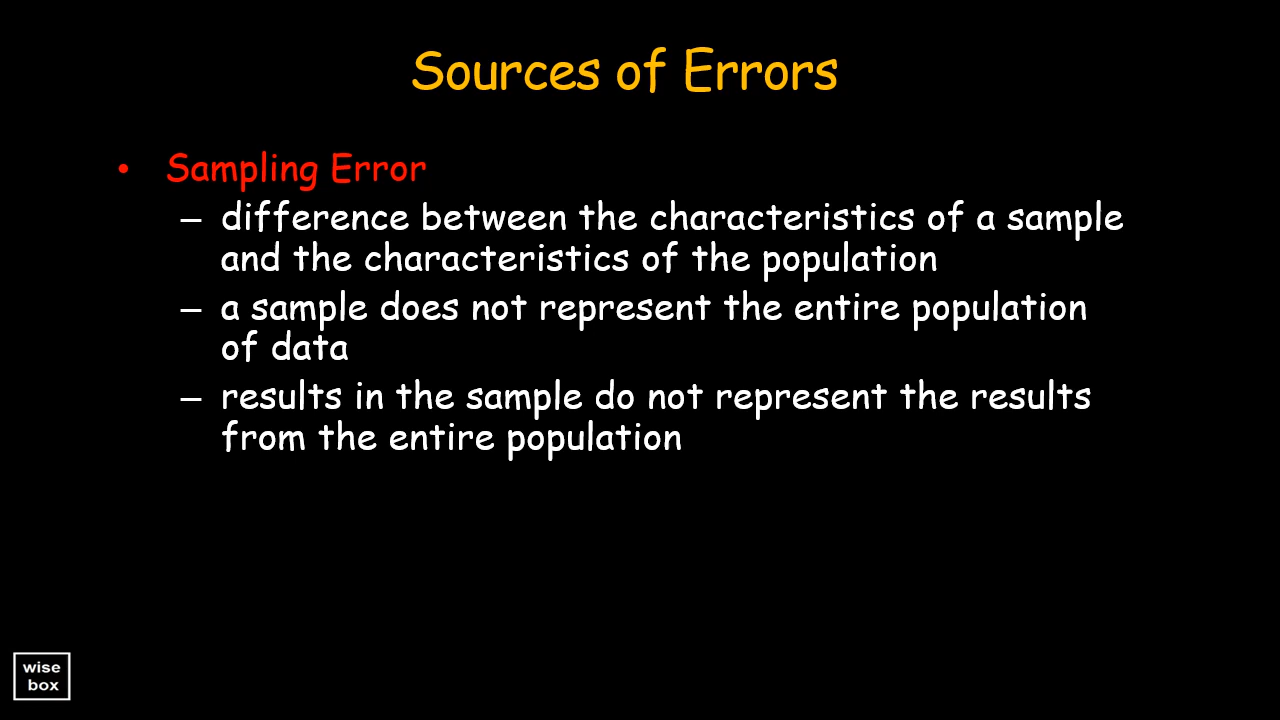 Sources of Errors
• Sampling Error
– difference between the characteristics of a sample
and the characteristics of the population
– a sample does not represent the entire population
of data
– results in the sample do not represent the results
from the entire population
wise
box